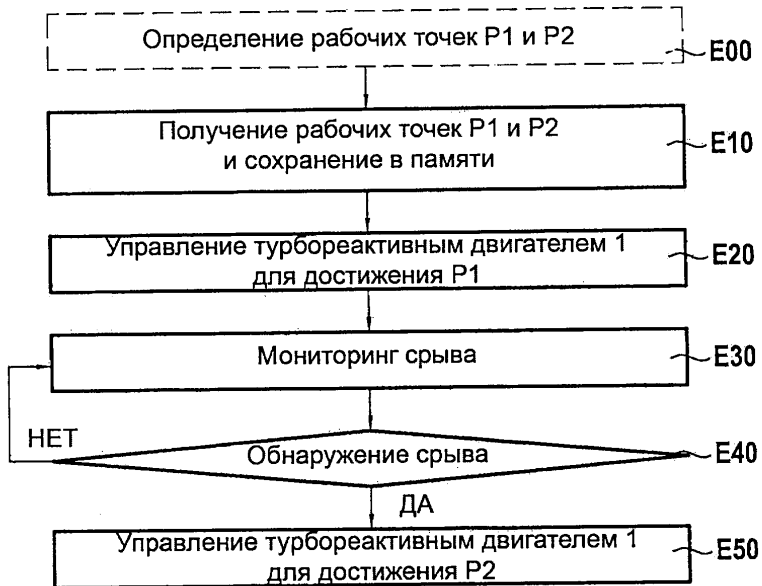 Определение рабочих точек P1 и P2
E00
Получение рабочих точек P1 и P2
и сохранение в памяти
E10
Управление турбореактивным двигателем 1
для достижения P1
E20
Мониторинг срыва
E30
НЕТ
Обнаружение срыва
E40
ДА
Управление турбореактивным двигателем 1
для достижения P2
E50